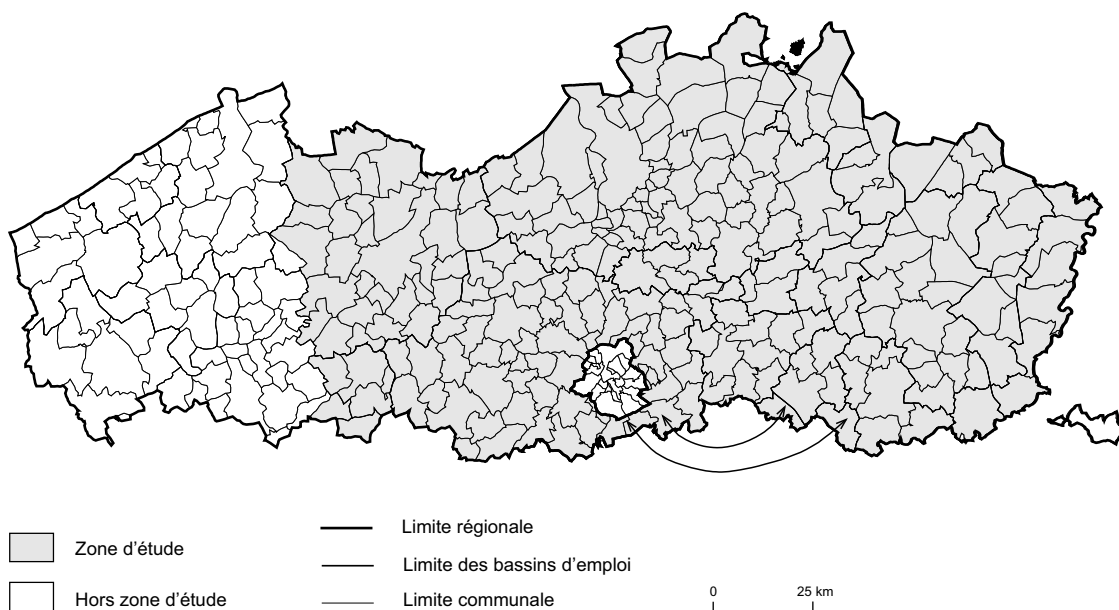 Zone d'étude
Hors zone d'étude
Limite régionale
Limite des bassins d'emploi
Limite communale
0 25 km